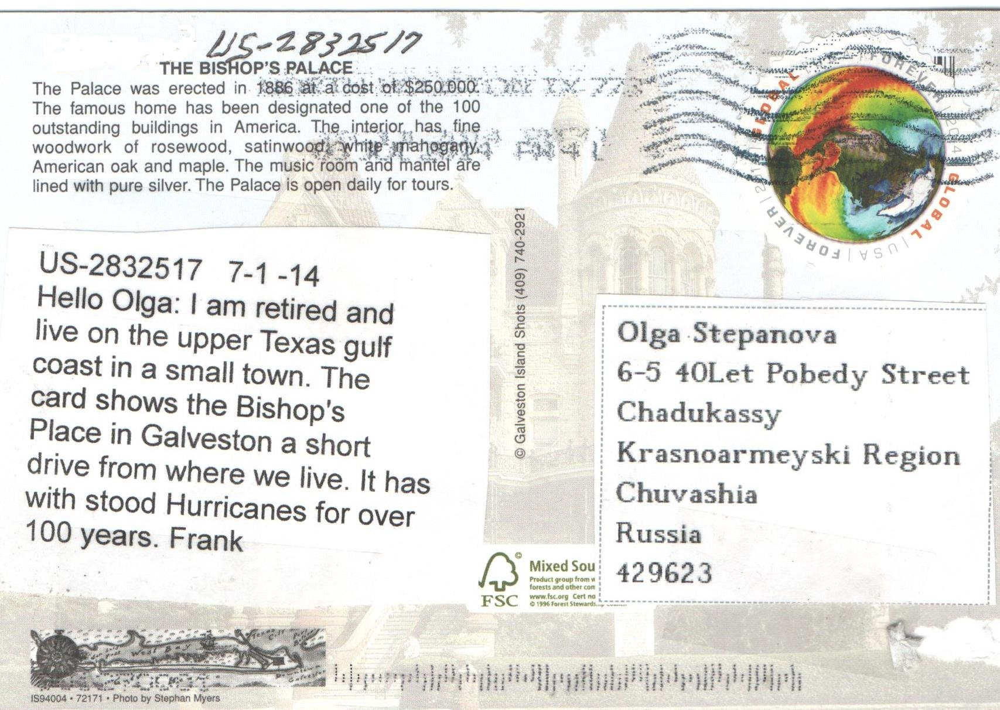 US-2832517
THE BISHOP'S PALACE
The Palace was erected in 1886 at a cost of $250,000.
The famous home has been designated one of the 100
outstanding buildings in America. The interior has fine
woodwork of rosewood, satinwood, white mahogany,
American oak and maple. The music room and mantel are
lined with pure silver. The Palace is open daily for tours.
GLOBAL | USA | FOREVER | 2014
GLOBAL | USA | FOREVER | 2014
US-2832517 7-1 -14
Hello Olga: I am retired and
live on the upper Texas gulf
coast in a small town. The
card shows the Bishop's
Place in Galveston a short
drive from where we live. It has
with stood Hurricanes for over
100 years. Frank
© Galveston Island Shots (409) 740-2921
Olga Stepanova
6-5 40Let Pobedy Street
Chadukassy
Krasnoarmeyski Region
Chuvashia
Russia
429623
FSC
Mixed Sou
Product group from w
forests and other con
www.fsc.org Cert no
© 1996 Forest Stewards
West Bay
IS94004 • 72171 • Photo by Stephan Myers